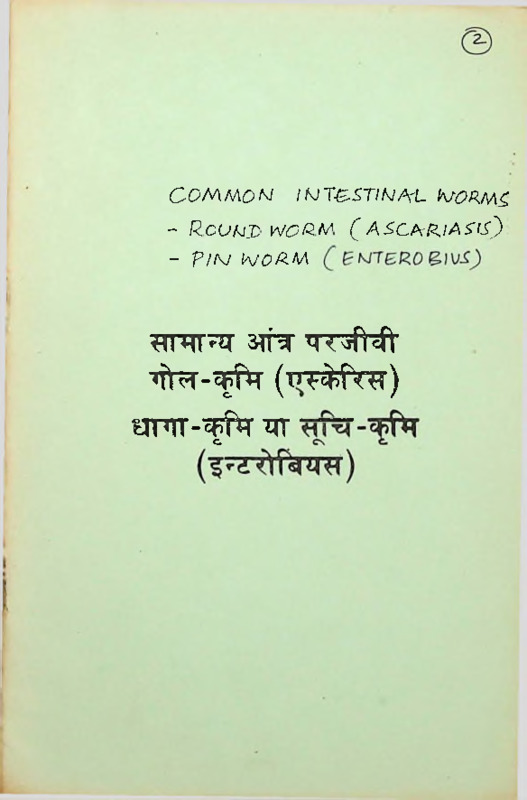 2
COMMON INTESTINAL WORMS
- ROUND WORM (ASCARIASIS)
- PIN WORM (ENTEROBIUS)
सामान्य आंत्र परजीवी
गोल-कृमि (एस्केरिस)
धागा-कृमि या सूचि-कृमि
(इन्टरोबियस)